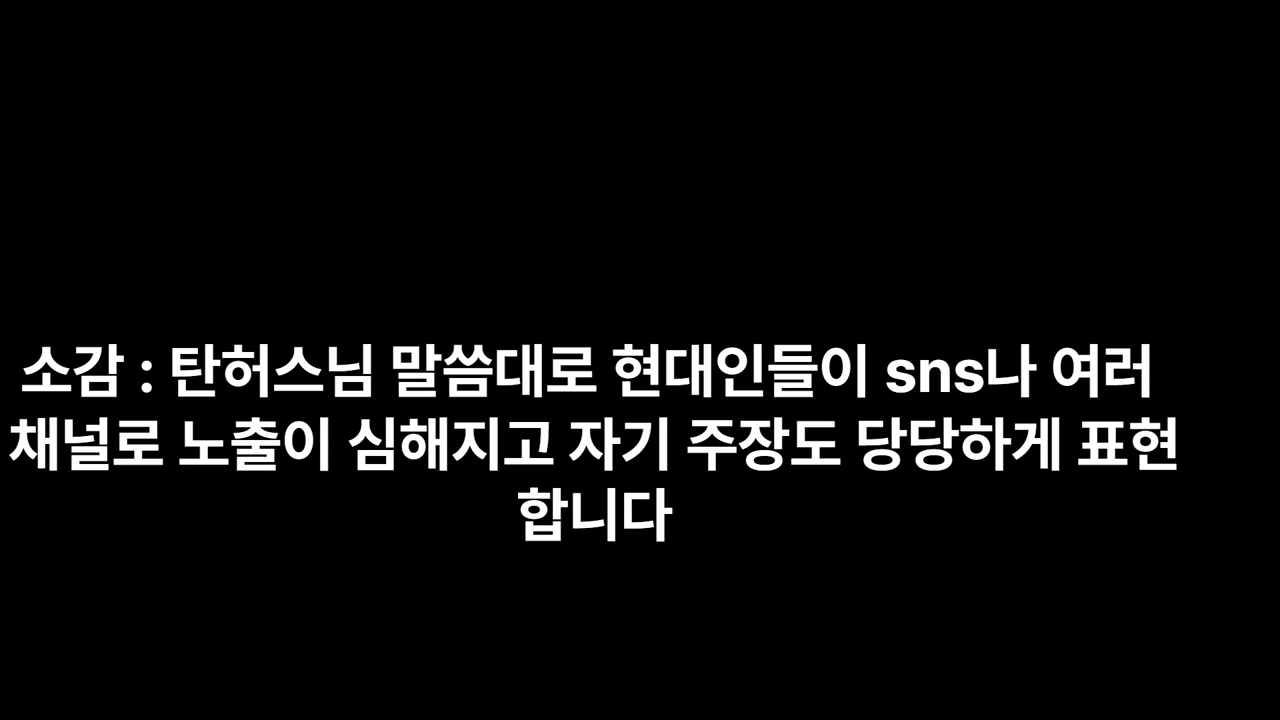 소감 : 탄허스님 말씀대로 현대인들이 sns나 여러
채널로 노출이 심해지고 자기 주장도 당당하게 표현
합니다